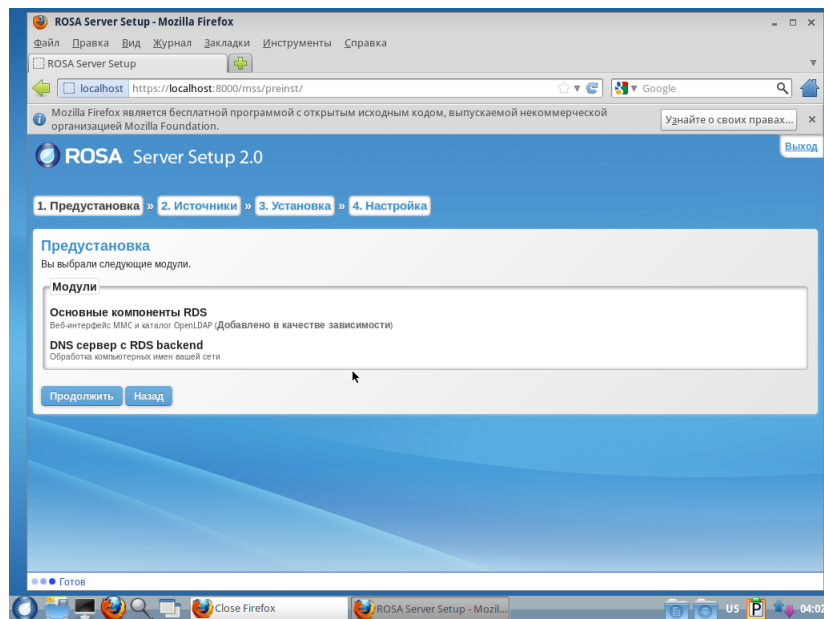 ROSA Server Setup - Mozilla Firefox
Файл Правка Вид Журнал Закладки Инструменты Справка
ROSA Server Setup
localhost https://localhost:8000/mss/preinst/ Google
Mozilla Firefox является бесплатной программой с открытым исходным кодом, выпускаемой некоммерческой
организацией Mozilla Foundation.
Узнайте о своих правах...
ROSA Server Setup 2.0
Выход
1. Предустановка » 2. Источники » 3. Установка » 4. Настройка
Предустановка
Вы выбрали следующие модули.
Модули
Основные компоненты RDS
Веб-интерфейс MMC и каталог OpenLDAP (Добавлено в качестве зависимости)
DNS сервер с RDS backend
Обработка компьютерных имен вашей сети
Продолжить Назад
Готов
Close Firefox ROSA Server Setup - Mozil... US P 04:02